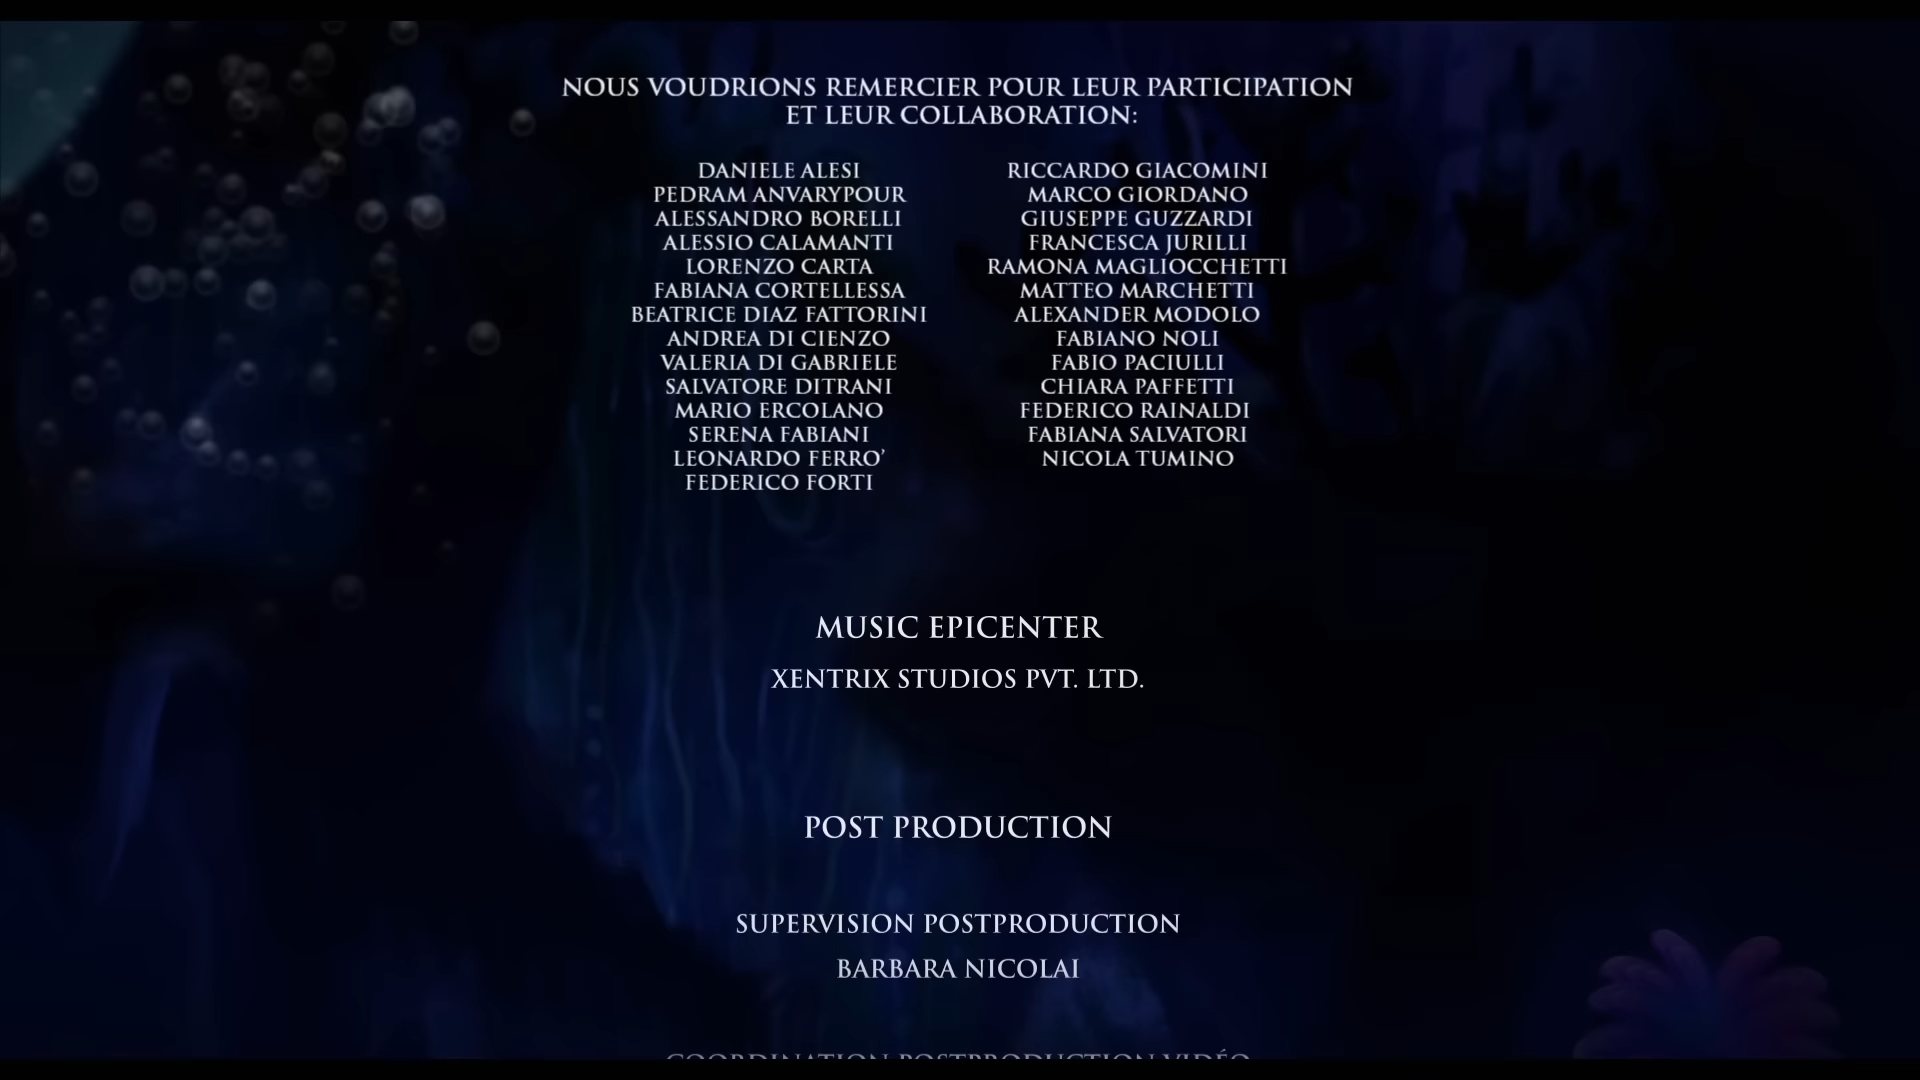 NOUS VOUDRIONS REMERCIER POUR LEUR PARTICIPATION
ET LEUR COLLABORATION:
DANIELE ALESI
PEDRAM ANVARYPOUR
ALESSANDRO BORELLI
ALESSIO CALAMANTI
LORENZO CARTA
FABIANA CORTELLESSA
BEATRICE DIAZ FATTORINI
ANDREA DI CIENZO
VALERIA DI GABRIELE
SALVATORE DITRANI
MARIO ERCOLANO
SERENA FABIANI
LEONARDO FERRO’
FEDERICO FORTI
RICCARDO GIACOMINI
MARCO GIORDANO
GIUSEPPE GUZZARDI
FRANCESCA JURILLI
RAMONA MAGLIOCCHETTI
MATTEO MARCHETTI
ALEXANDER MODOLO
FABIANO NOLI
FABIO PACIULLI
CHIARA PAFFETTI
FEDERICO RAINALDI
FABIANA SALVATORI
NICOLA TUMINO
MUSIC EPICENTER
XENTRIX STUDIOS PVT. LTD.
POST PRODUCTION
SUPERVISION POSTPRODUCTION
BARBARA NICOLAI
COORDINATION POSTPRODUCTION VIDÉO